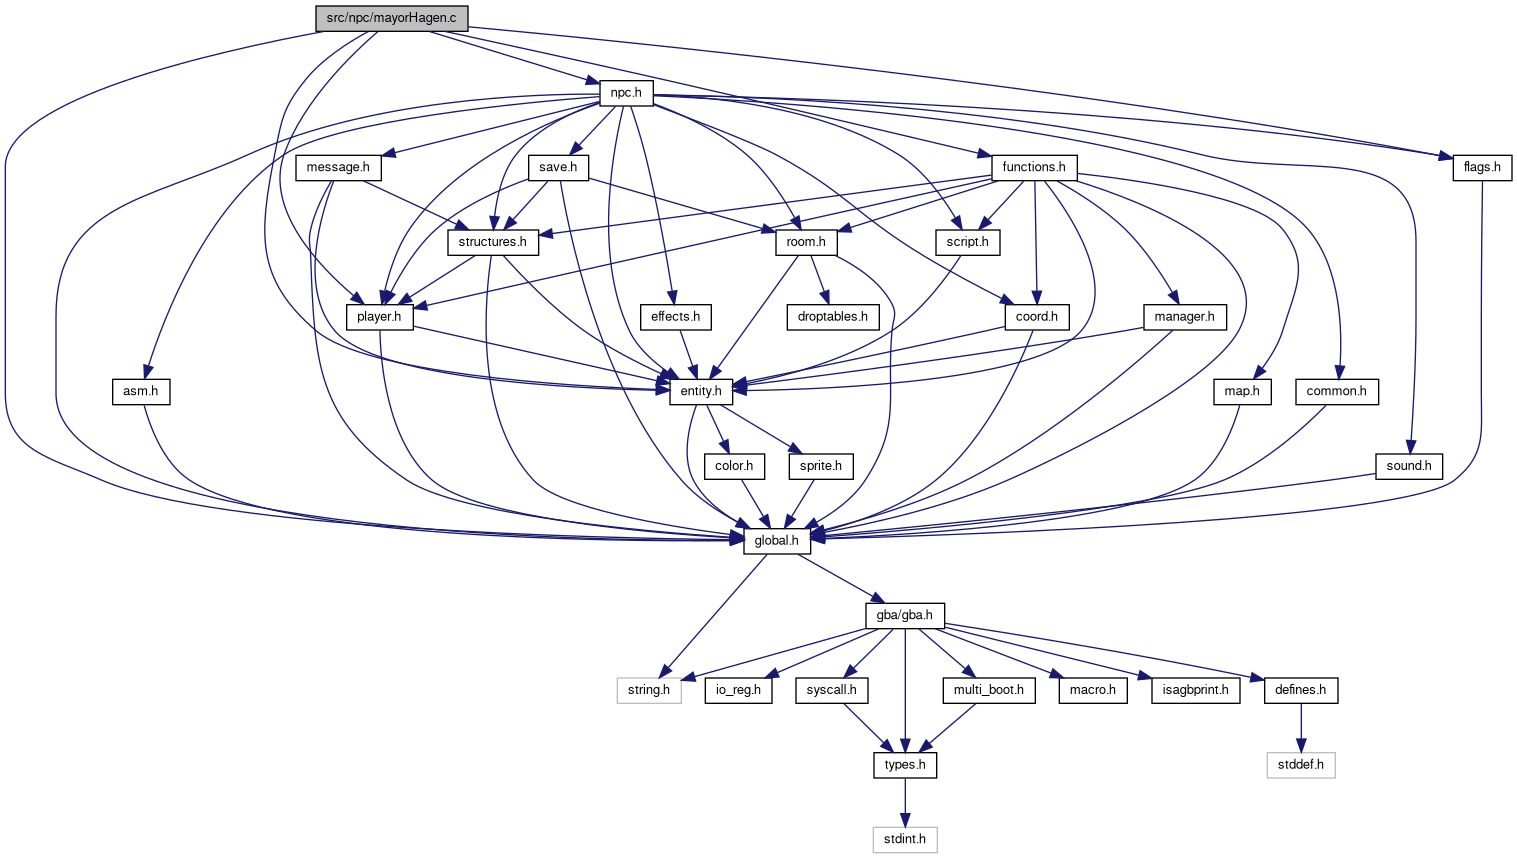 src/npc/mayorHagen.c
npc.h
message.h
save.h
functions.h
flags.h
structures.h
room.h
script.h
player.h
effects.h
droptables.h
coord.h
manager.h
asm.h
entity.h
map.h
common.h
color.h
sprite.h
sound.h
global.h
gba/gba.h
string.h
io_reg.h
syscall.h
multi_boot.h
macro.h
isagbprint.h
defines.h
types.h
stddef.h
stdint.h